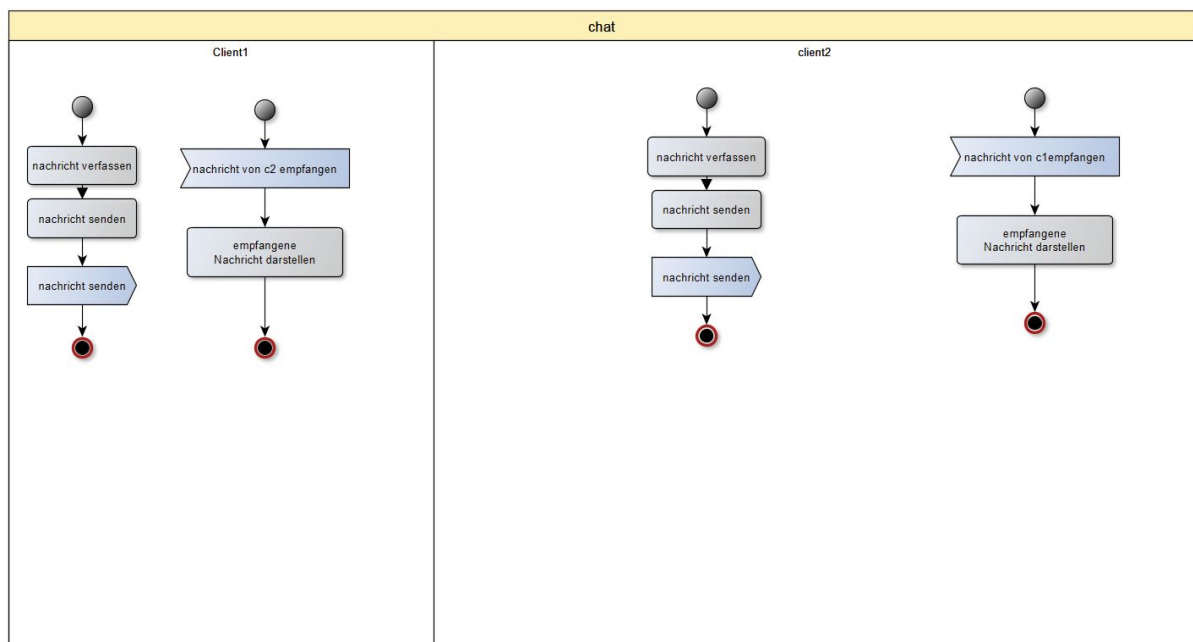 chat
Client1
client2
nachricht verfassen
nachricht senden
nachricht senden
nachricht von c2 empfangen
empfangene
Nachricht darstellen
nachricht verfassen
nachricht senden
nachricht senden
nachricht von c1empfangen
empfangene
Nachricht darstellen